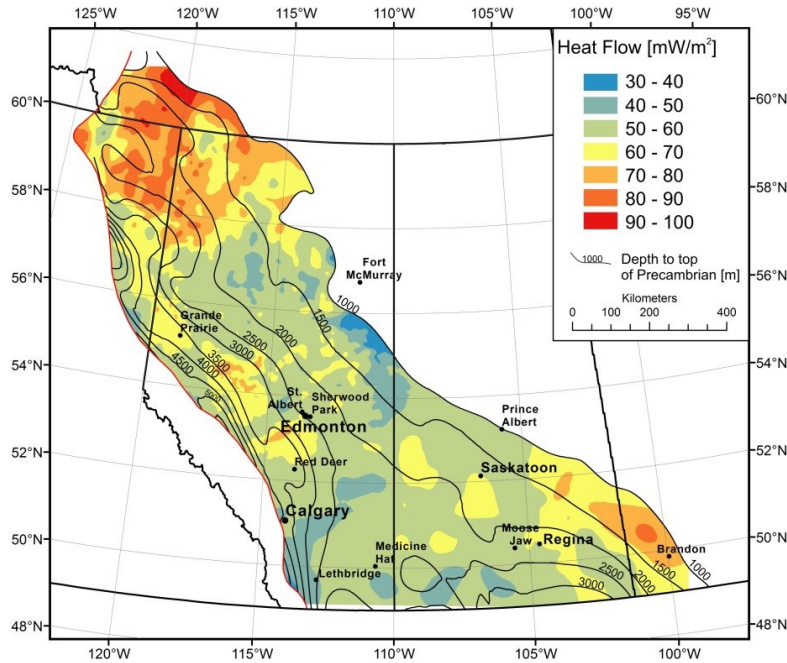 125°W
120°W
115°W
110°W
105°W
100°W
95°W
Heat Flow [mW/m²]
30 - 40
40 - 50
50 - 60
60 - 70
70 - 80
80 - 90
90 - 100
1000
Depth to top
of Precambrian [m]
Kilometers
0 50 100 200 300 400
60°N
60°N
58°N
58°N
56°N
56°N
54°N
54°N
52°N
52°N
50°N
50°N
48°N
48°N
Fort
McMurray
1000
1500
2000
2500
3000
3500
4000
4500
5000
Grande
Prairie
St.
Albert
Sherwood
Park
Edmonton
Red Deer
Calgary
Medicine
Hat
Lethbridge
Prince
Albert
Saskatoon
Moose
Jaw
Regina
Brandon
2500
3000
2000
1500
1000
120°W
115°W
110°W
105°W
100°W